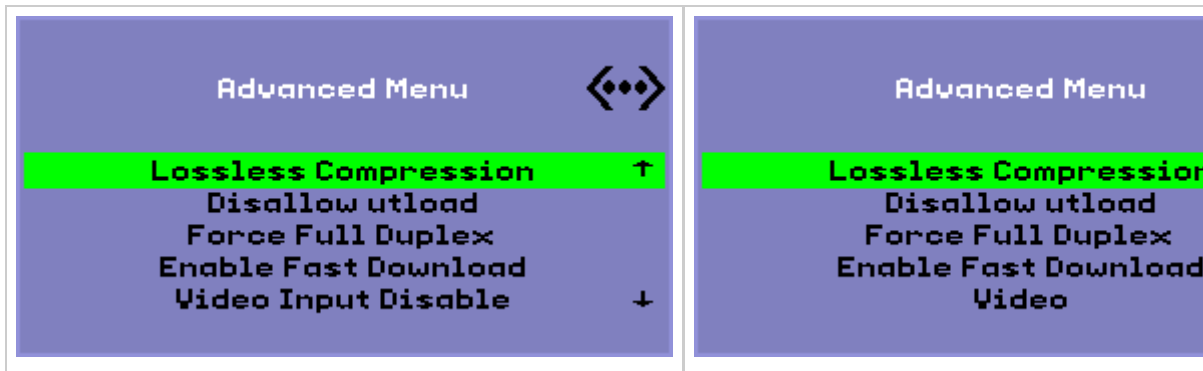 Advanced Menu
Lossless Compression
Disallow utload
Force Full Duplex
Enable Fast Download
Video Input Disable
Advanced Menu
Lossless Compression
Disallow utload
Force Full Duplex
Enable Fast Download
Video